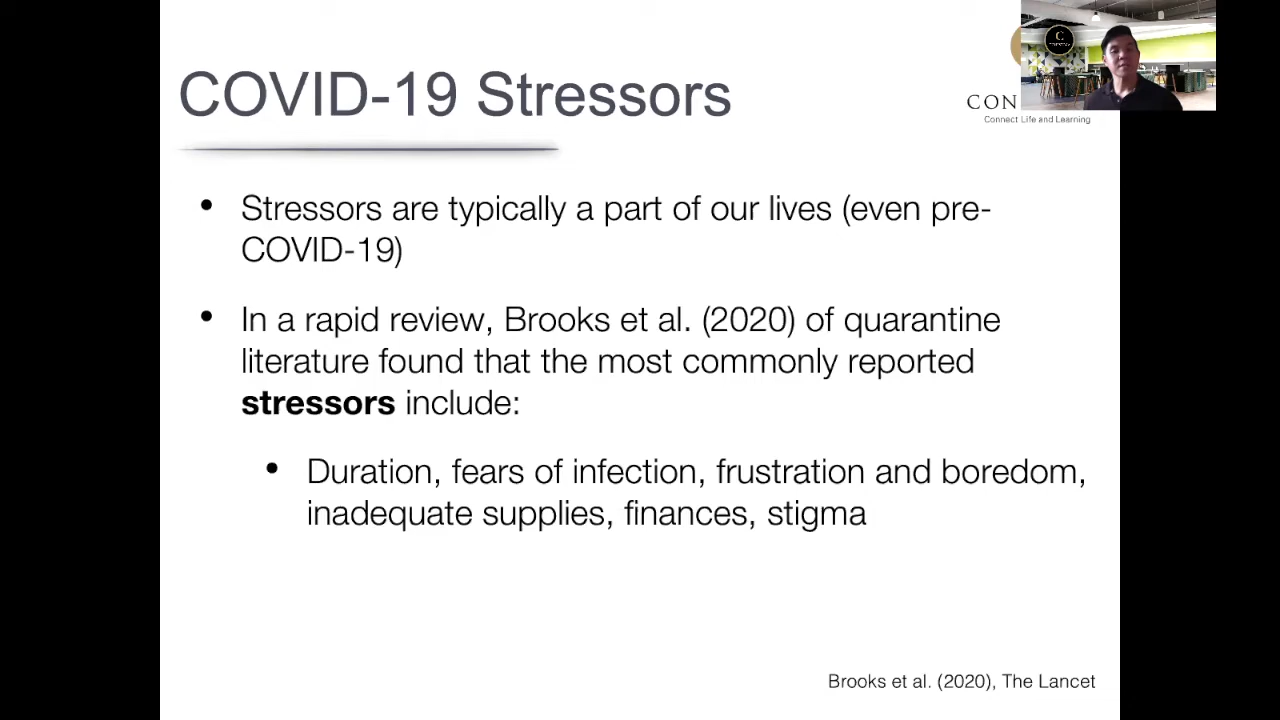 COVID-19 Stressors
CON
Connect Life and Learning
• Stressors are typically a part of our lives (even pre-
COVID-19)
• In a rapid review, Brooks et al. (2020) of quarantine
literature found that the most commonly reported
stressors include:
• Duration, fears of infection, frustration and boredom,
inadequate supplies, finances, stigma
Brooks et al. (2020), The Lancet